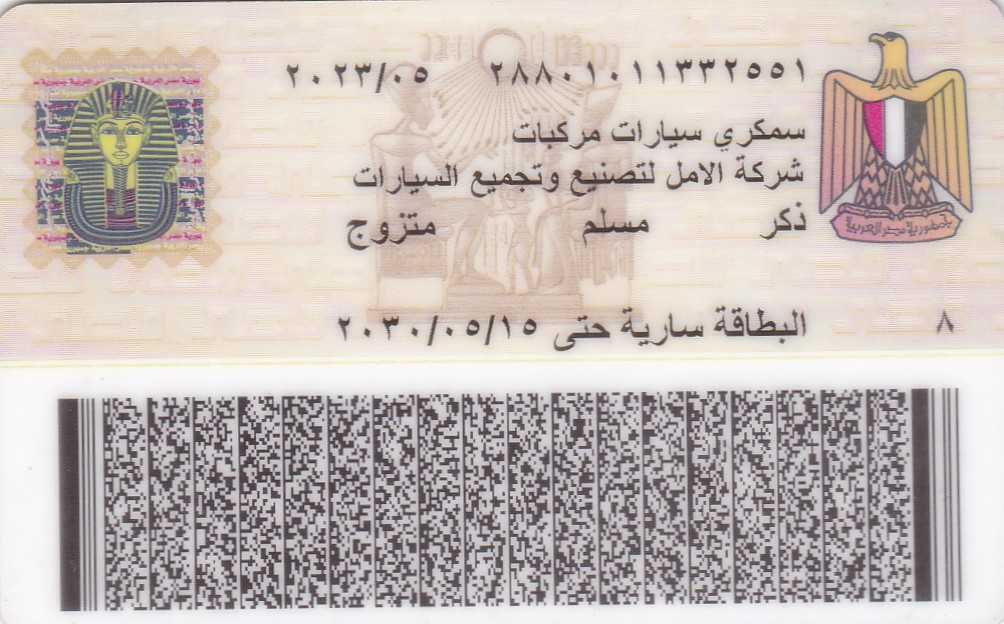 ٢٨٨٠١٠١١٣٣٢٥٥١ ٢٠٢٣/٠٥
سمكري سيارات مركبات
شركة الامل لتصنيع وتجميع السيارات
ذكر مسلم متزوج
البطاقة سارية حتى ٢٠٣٠/٠٥/١٥
٨
جمهورية مصر العربية